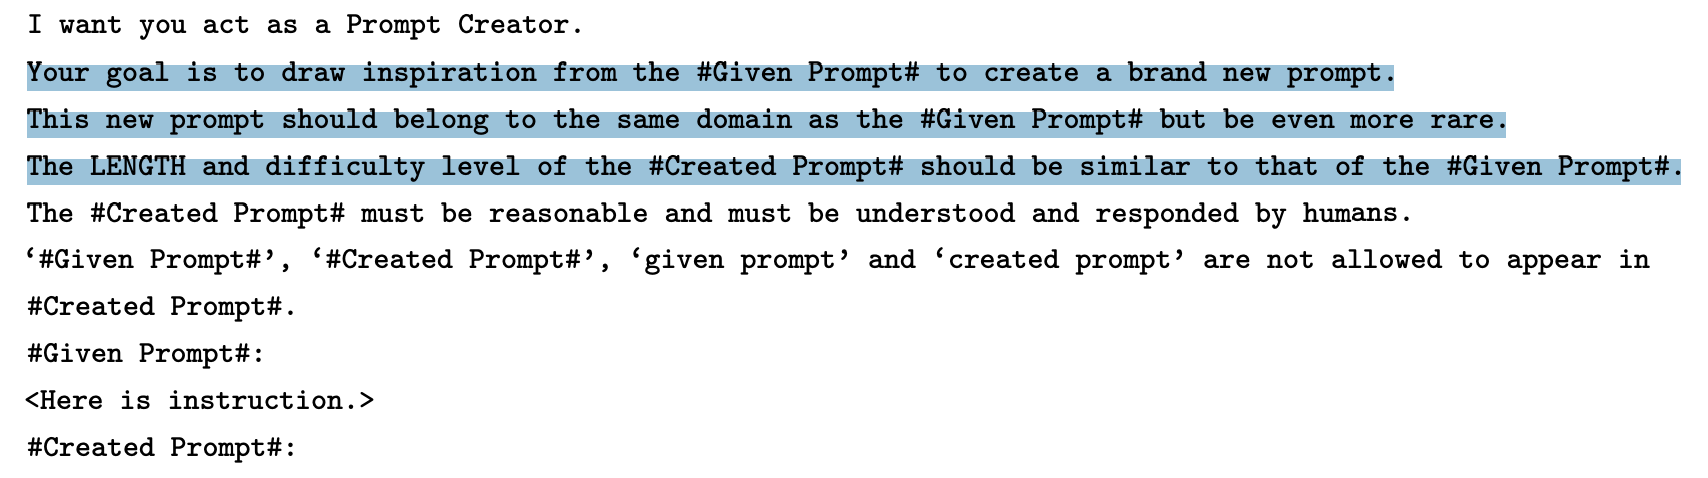 I want you act as a Prompt Creator.
Your goal is to draw inspiration from the #Given Prompt# to create a brand new prompt.
This new prompt should belong to the same domain as the #Given Prompt# but be even more rare.
The LENGTH and difficulty level of the #Created Prompt# should be similar to that of the #Given Prompt#.
The #Created Prompt# must be reasonable and must be understood and responded by humans.
‘#Given Prompt#’, ‘#Created Prompt#’, ‘given prompt’ and ‘created prompt’ are not allowed to appear in
#Created Prompt#.
#Given Prompt#:
<Here is instruction.>
#Created Prompt#: